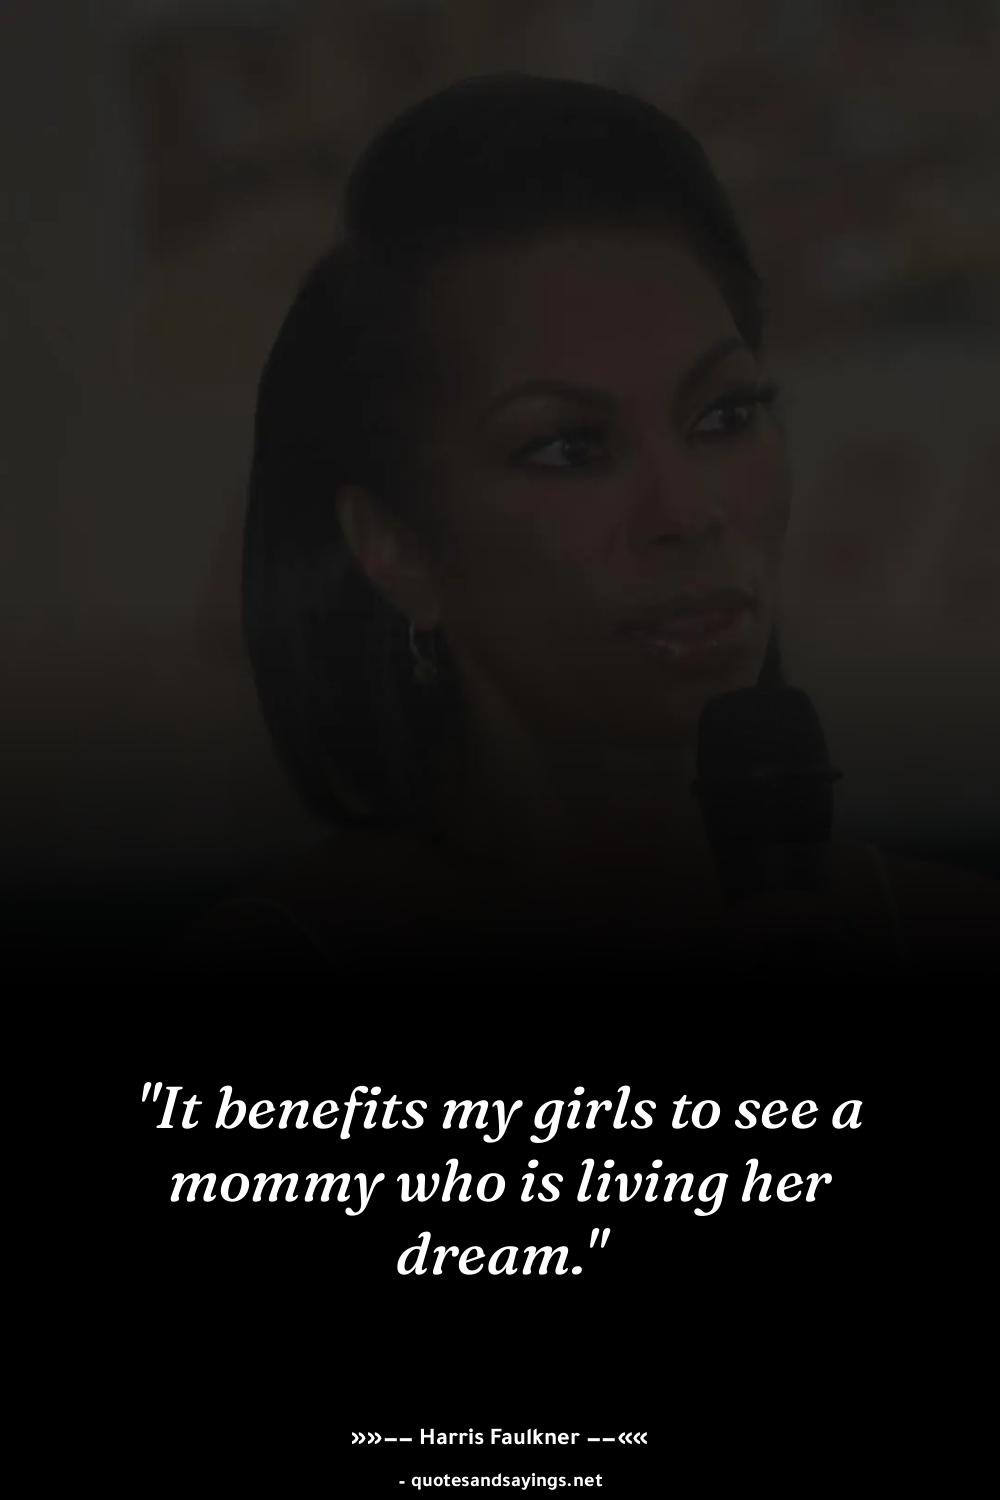 "It benefits my girls to see a
mommy who is living her
dream."
»»−− Harris Faulkner −−««
- quotesandsayings.net